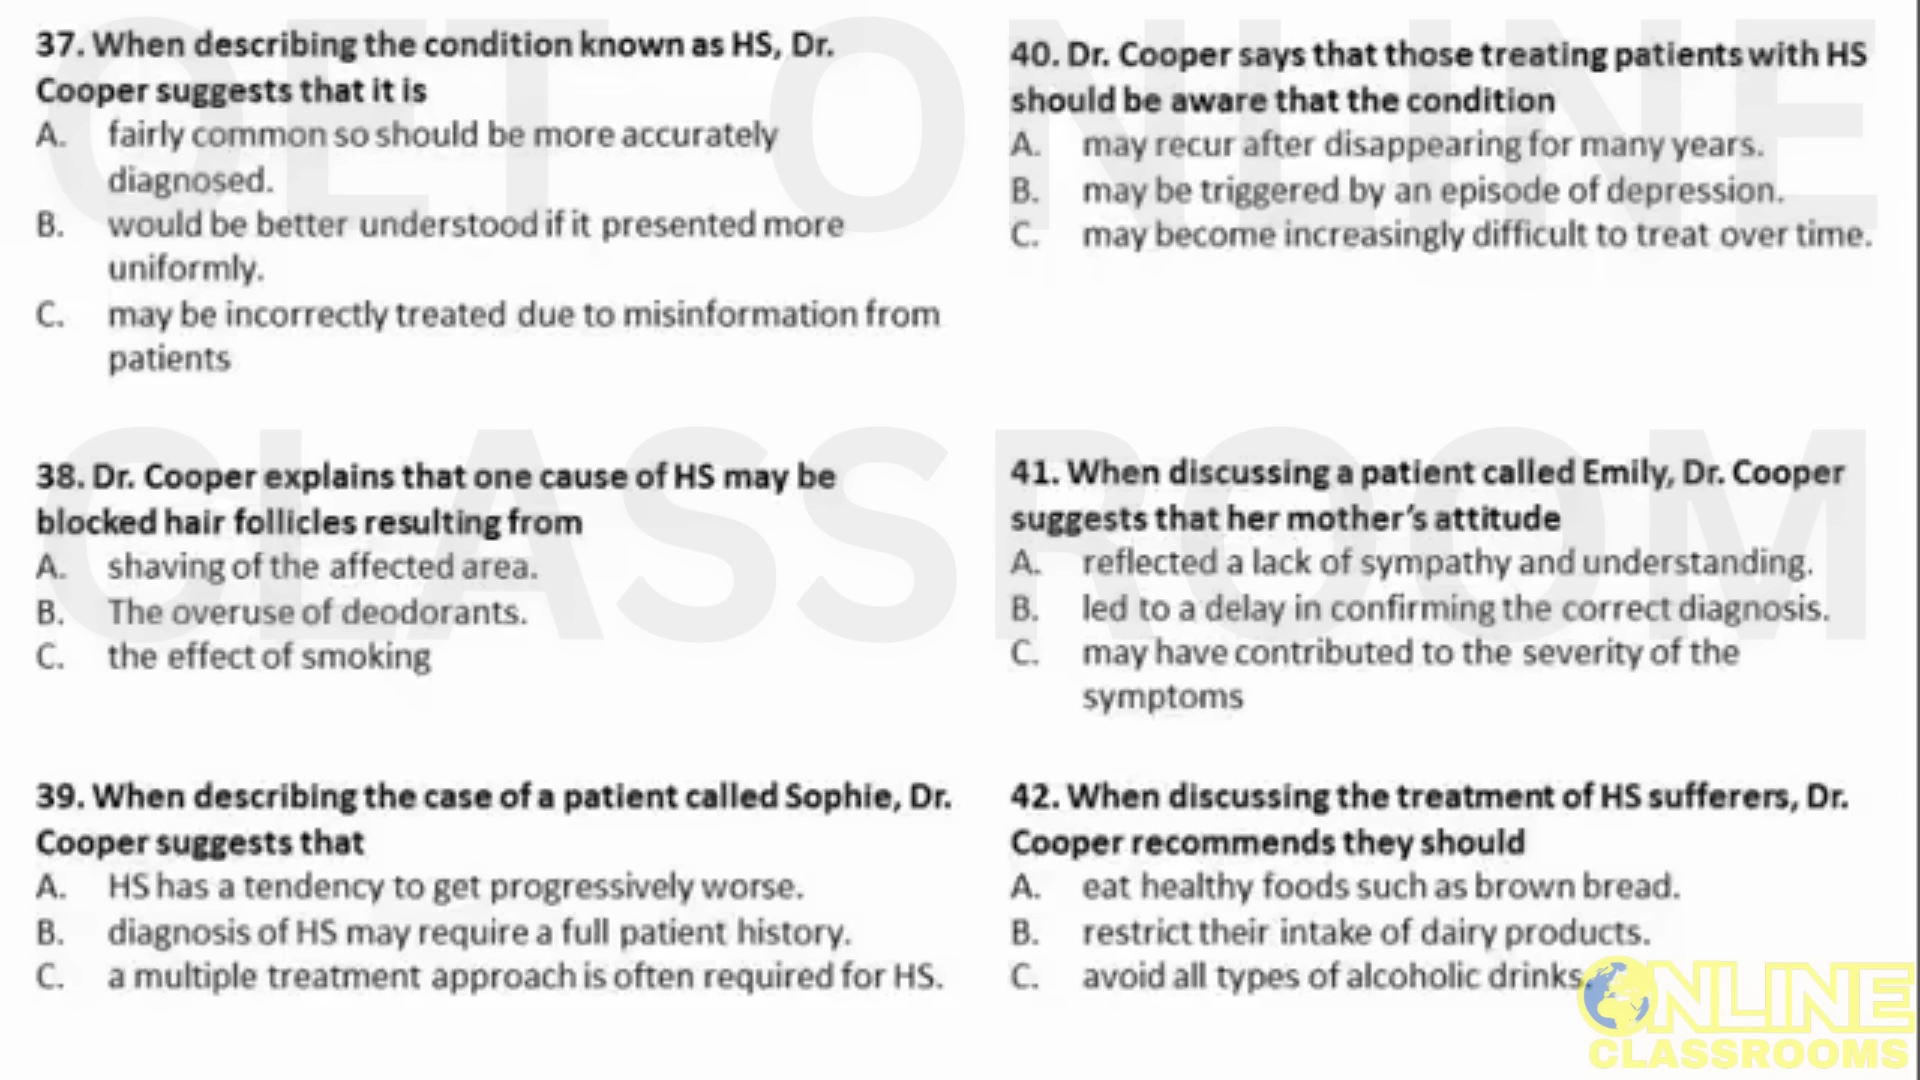 37. When describing the condition known as HS, Dr.
Cooper suggests that it is
A. fairly common so should be more accurately
diagnosed.
B. would be better understood if it presented more
uniformly.
C. may be incorrectly treated due to misinformation from
patients
38. Dr. Cooper explains that one cause of HS may be
blocked hair follicles resulting from
A. shaving of the affected area.
B. The overuse of deodorants.
C. the effect of smoking
39. When describing the case of a patient called Sophie, Dr.
Cooper suggests that
A. HS has a tendency to get progressively worse.
B. diagnosis of HS may require a full patient history.
C. a multiple treatment approach is often required for HS.
40. Dr. Cooper says that those treating patients with HS
should be aware that the condition
A. may recur after disappearing for many years.
B. may be triggered by an episode of depression.
C. may become increasingly difficult to treat over time.
41. When discussing a patient called Emily, Dr. Cooper
suggests that her mother's attitude
A. reflected a lack of sympathy and understanding.
B. led to a delay in confirming the correct diagnosis.
C. may have contributed to the severity of the
symptoms
42. When discussing the treatment of HS sufferers, Dr.
Cooper recommends they should
A. eat healthy foods such as brown bread.
B. restrict their intake of dairy products.
C. avoid all types of alcoholic drinks.
OET ONLINE
CLASSROOM
ONLINE
CLASSROOMS